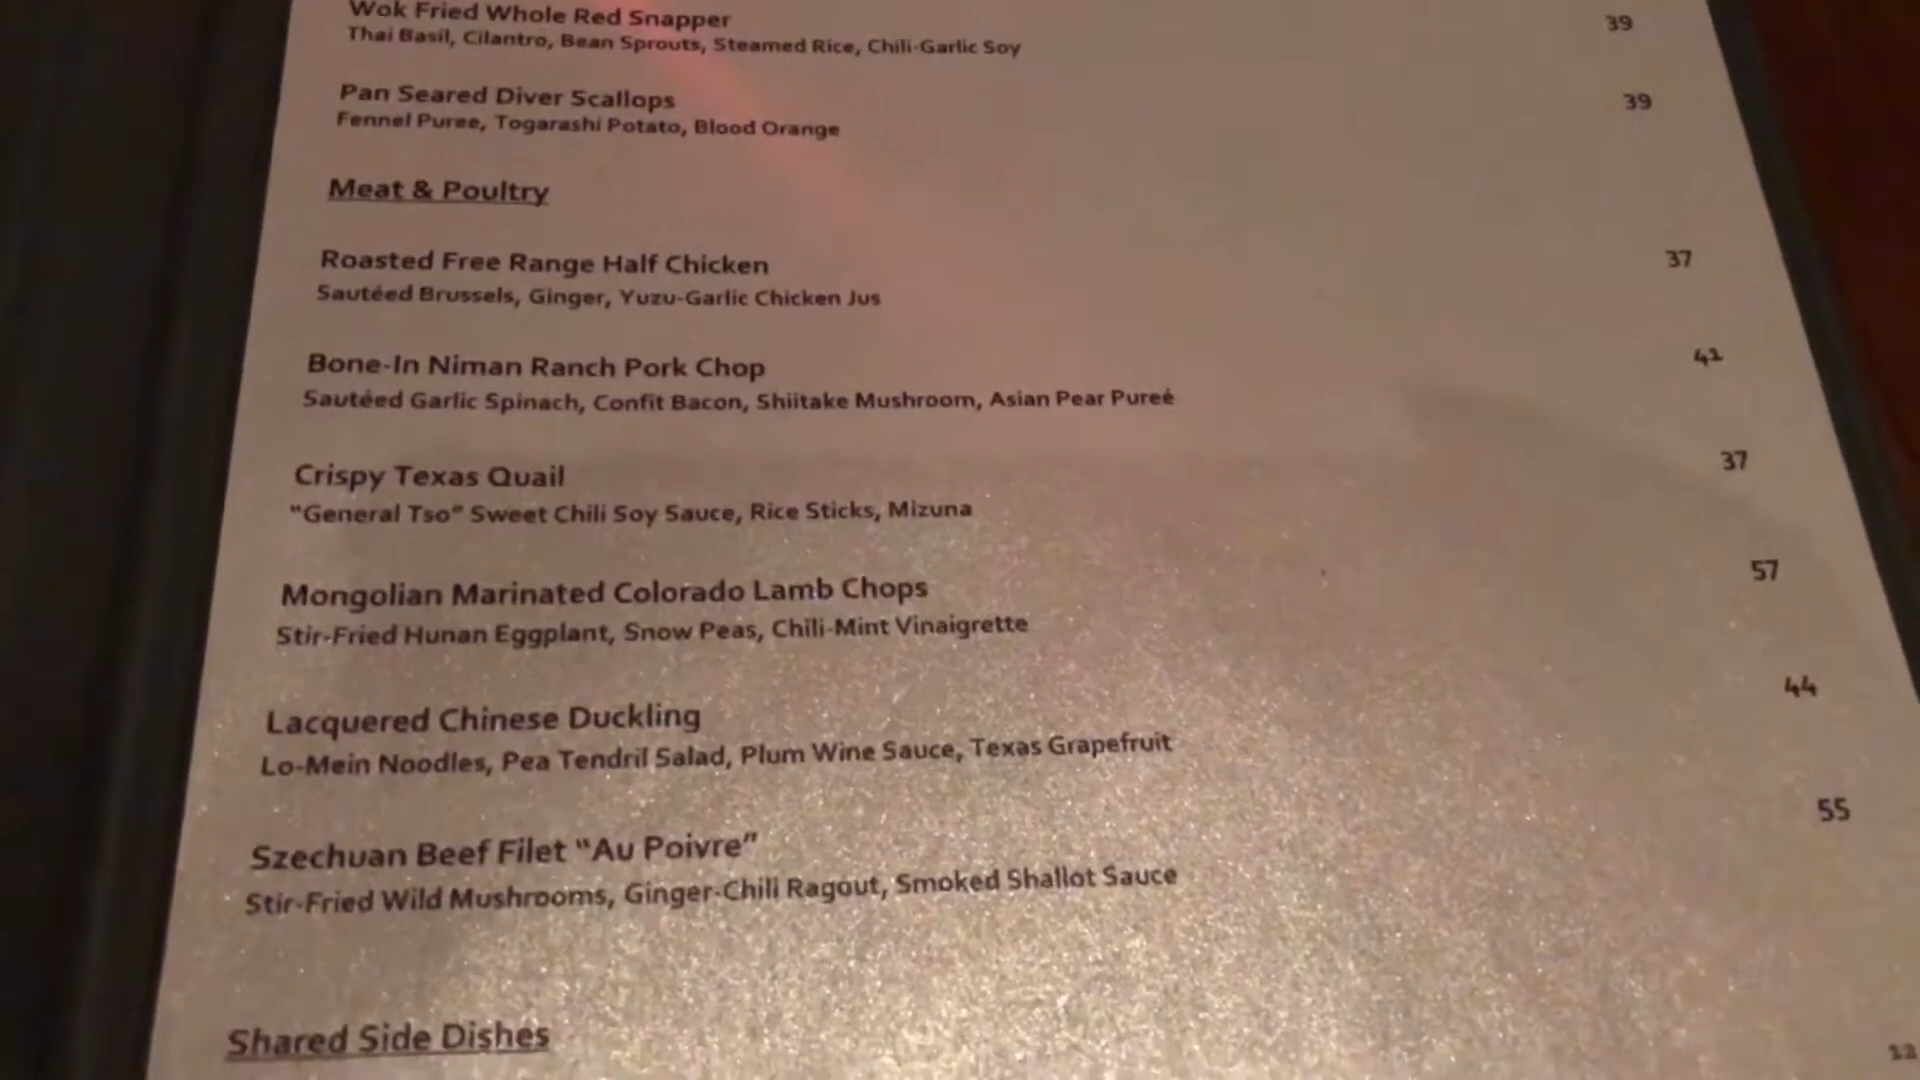 Wok Fried Whole Red Snapper 39
Thai Basil, Cilantro, Bean Sprouts, Steamed Rice, Chili-Garlic Soy
Pan Seared Diver Scallops 39
Fennel Puree, Togarashi Potato, Blood Orange
Meat & Poultry
Roasted Free Range Half Chicken 37
Sautéed Brussels, Ginger, Yuzu-Garlic Chicken Jus
Bone-In Niman Ranch Pork Chop 41
Sautéed Garlic Spinach, Confit Bacon, Shiitake Mushroom, Asian Pear Pureé
Crispy Texas Quail 37
"General Tso" Sweet Chili Soy Sauce, Rice Sticks, Mizuna
Mongolian Marinated Colorado Lamb Chops 57
Stir-Fried Hunan Eggplant, Snow Peas, Chili-Mint Vinaigrette
Lacquered Chinese Duckling 44
Lo-Mein Noodles, Pea Tendril Salad, Plum Wine Sauce, Texas Grapefruit
Szechuan Beef Filet "Au Poivre" 55
Stir-Fried Wild Mushrooms, Ginger-Chili Ragout, Smoked Shallot Sauce
Shared Side Dishes